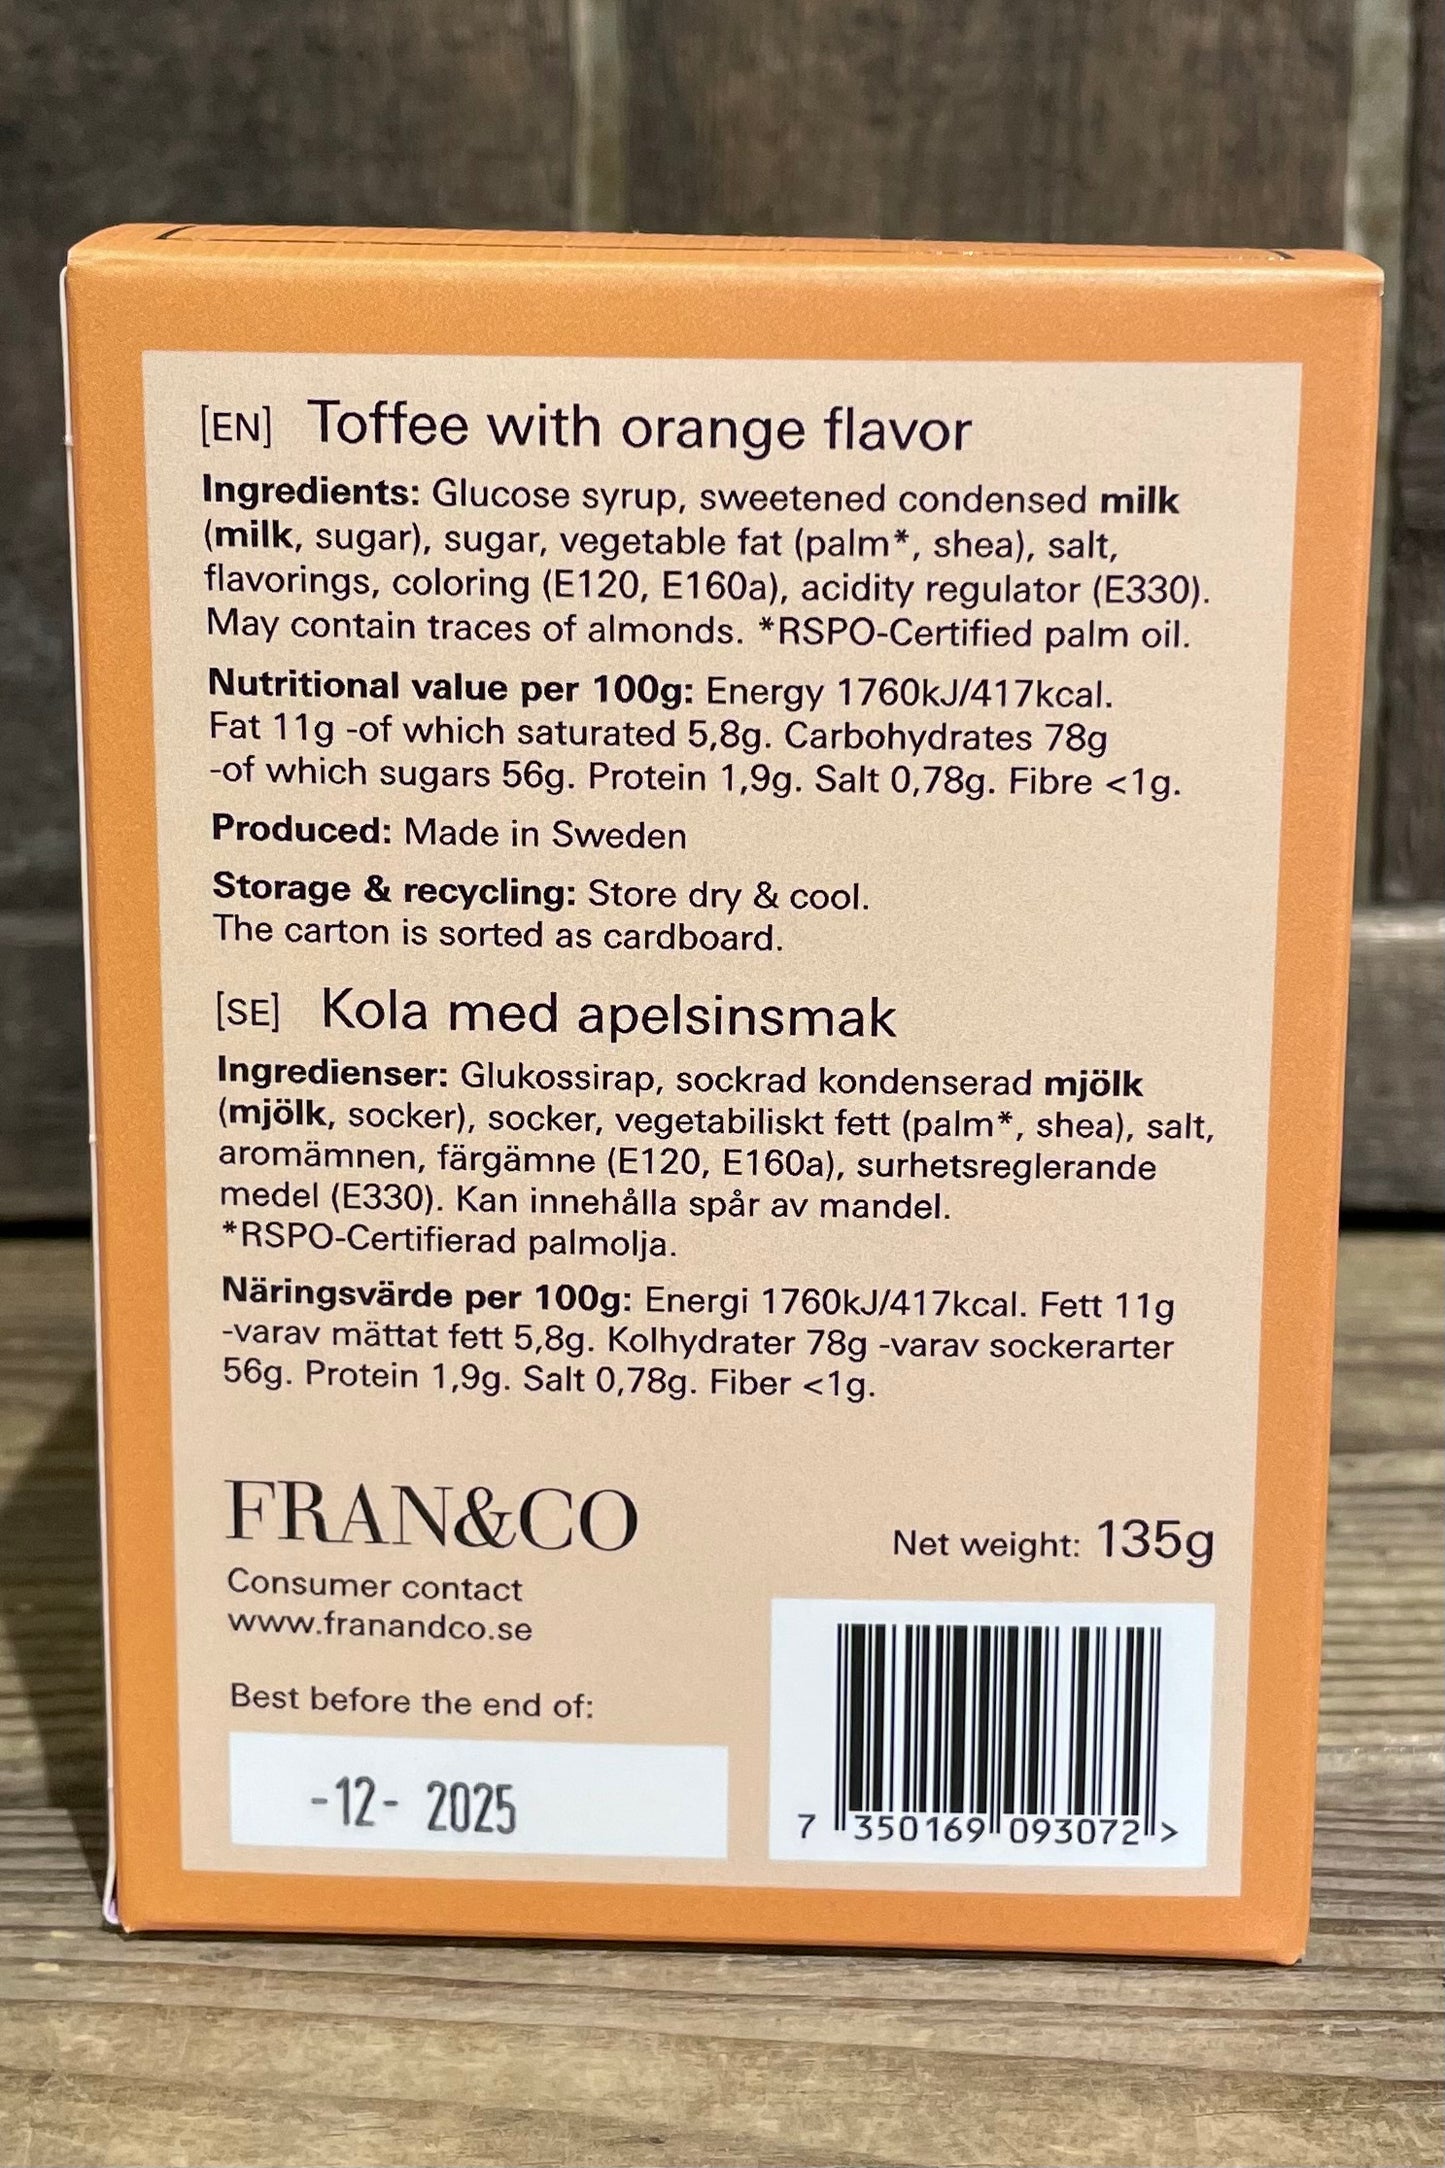 [EN] Toffee with orange flavor
Ingredients: Glucose syrup, sweetened condensed milk
(milk, sugar), sugar, vegetable fat (palm*, shea), salt,
flavorings, coloring (E120, E160a), acidity regulator (E330).
May contain traces of almonds. *RSPO-Certified palm oil.
Nutritional value per 100g: Energy 1760kJ/417kcal.
Fat 11g -of which saturated 5,8g. Carbohydrates 78g
-of which sugars 56g. Protein 1,9g. Salt 0,78g. Fibre <1g.
Produced: Made in Sweden
Storage & recycling: Store dry & cool.
The carton is sorted as cardboard.
[SE] Kola med apelsinsmak
Ingredienser: Glukossirap, sockrad kondenserad mjölk
(mjölk, socker), socker, vegetabiliskt fett (palm*, shea), salt,
aromämnen, färgämne (E120, E160a), surhetsreglerande
medel (E330). Kan innehålla spår av mandel.
*RSPO-Certifierad palmolja.
Näringsvärde per 100g: Energi 1760kJ/417kcal. Fett 11g
-varav mättat fett 5,8g. Kolhydrater 78g -varav sockerarter
56g. Protein 1,9g. Salt 0,78g. Fiber <1g.
FRAN&CO
Consumer contact
www.franandco.se
Net weight: 135g
Best before the end of:
-12- 2025
7 350169 093072 >